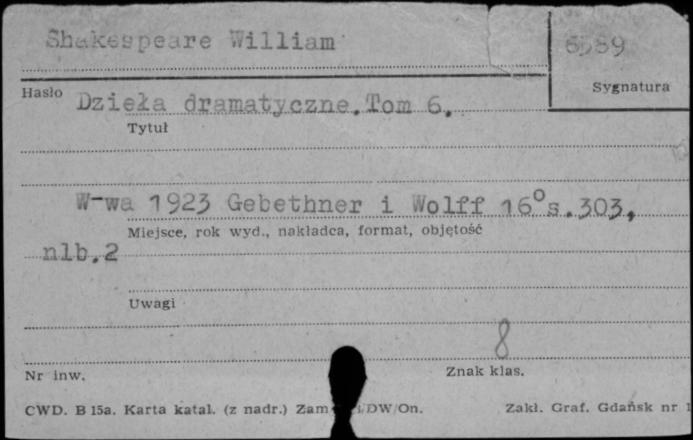 Shakespeare William
6589
Sygnatura
Hasło
Dzieła dramatyczne.Tom 6.
Tytuł
W-wa 1923 Gebethner i Wolff 16°s.303,
Miejsce, rok wyd., nakładca, format, objętość
nlb.2
Uwagi
8
Nr inw.
Znak klas.
CWD. B 15a. Karta katal. (z nadr.) DW/On.
Zakł. Graf. Gdańsk nr 1